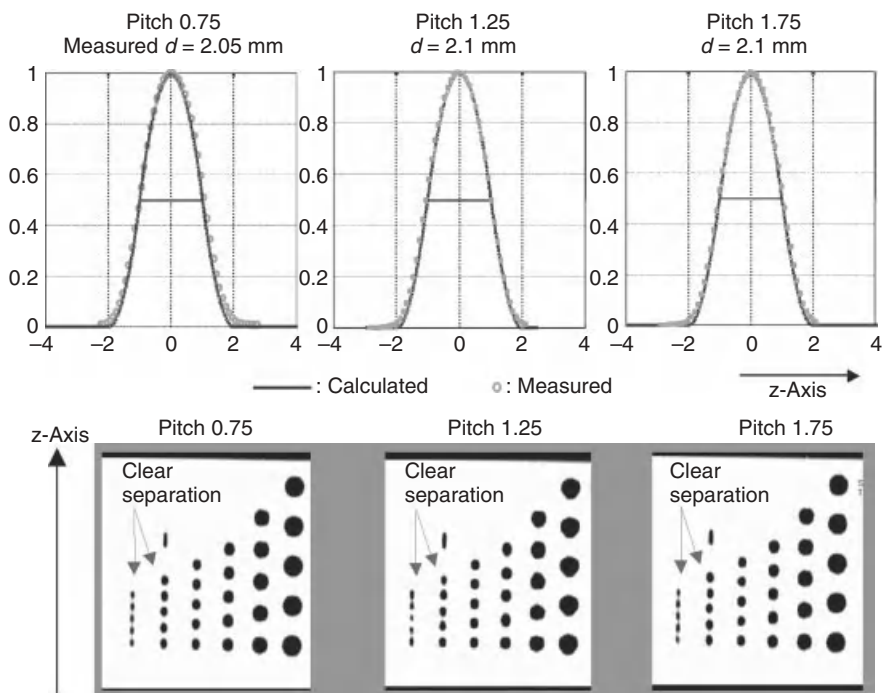 Pitch 0.75
Measured d = 2.05 mm
Pitch 1.25
d = 2.1 mm
Pitch 1.75
d = 2.1 mm
1
0.8
0.6
0.4
0.2
0
–4
–2
0
2
4
1
0.8
0.6
0.4
0.2
0
–4
–2
0
2
4
1
0.8
0.6
0.4
0.2
0
–4
–2
0
2
4
: Calculated
: Measured
z-Axis
z-Axis
Pitch 0.75
Pitch 1.25
Pitch 1.75
Clear
separation
Clear
separation
Clear
separation